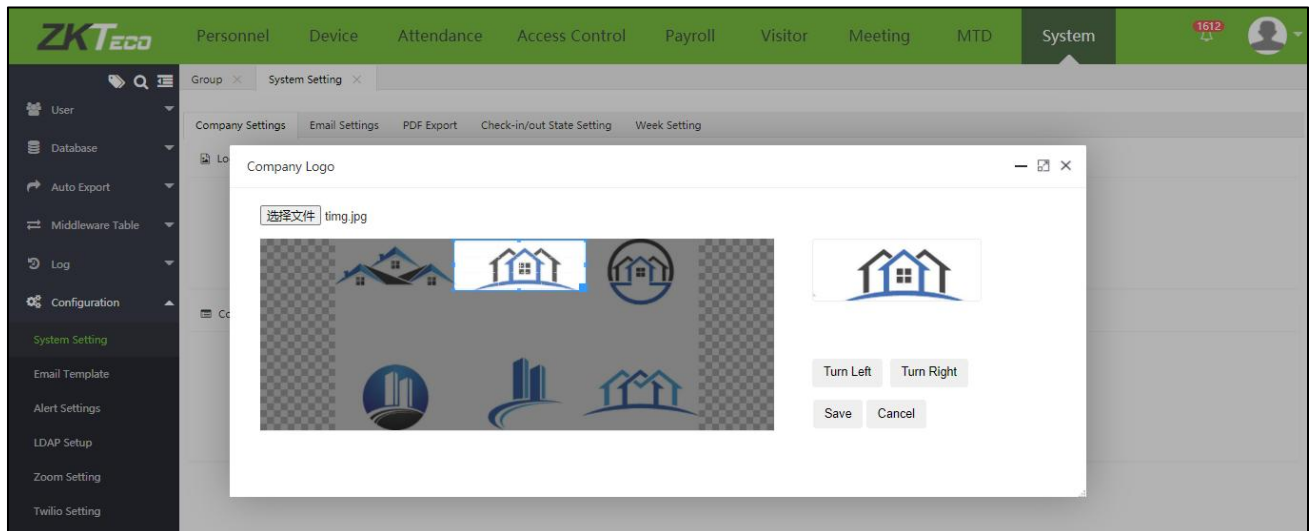 ZKTECO Personnel Device Attendance Access Control Payroll Visitor Meeting MTD System 1612
Group System Setting
User
Company Settings Email Settings PDF Export Check-in/out State Setting Week Setting
Database
Lo
Company Logo
Auto Export
选择文件 timg.jpg
Middleware Table
Log
Configuration
Co
System Setting
Email Template
Turn Left Turn Right
Alert Settings
Save Cancel
LDAP Setup
Zoom Setting
Twilio Setting